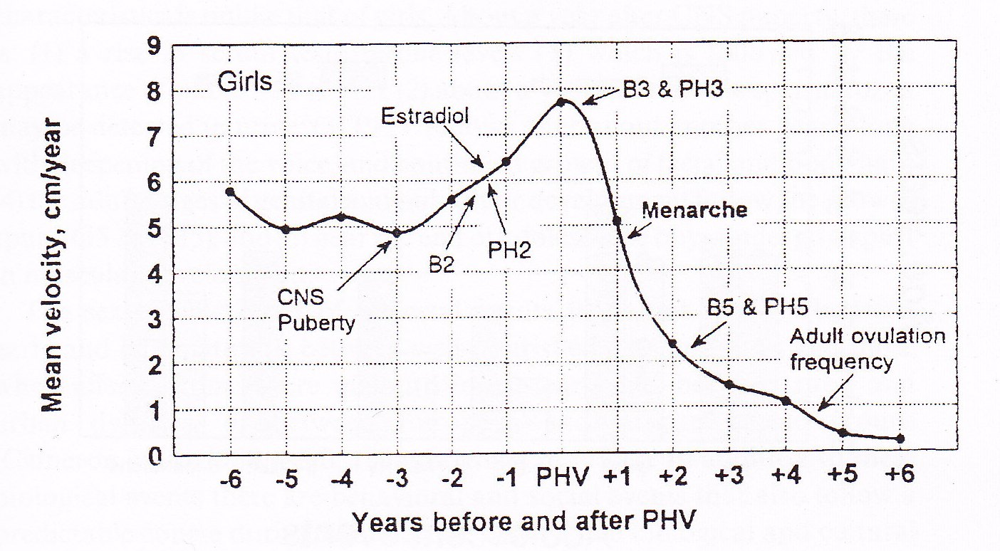 9
Girls
8
B3 & PH3
Estradiol
7
6
Menarche
5
PH2
B2
4
CNS
Puberty
B5 & PH5
3
Adult ovulation
frequency
2
1
0
Mean velocity, cm/year
-6 -5 -4 -3 -2 -1 PHV +1 +2 +3 +4 +5 +6
Years before and after PHV